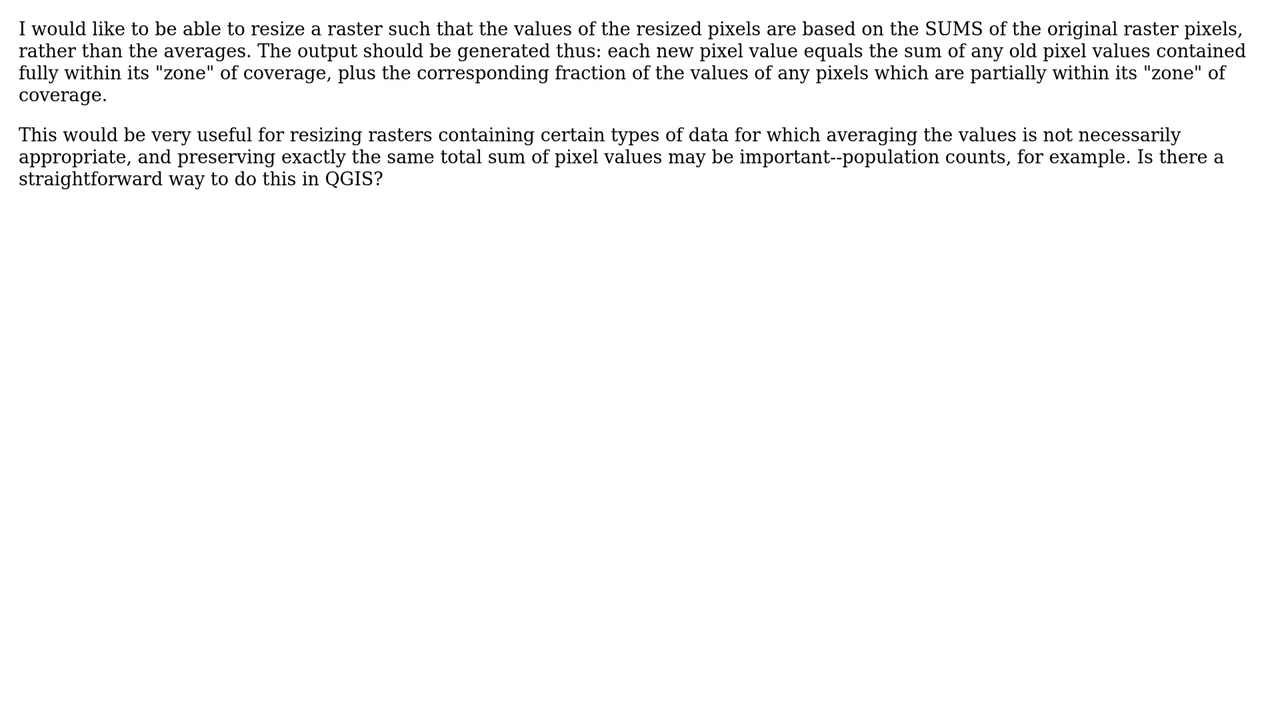 I would like to be able to resize a raster such that the values of the resized pixels are based on the SUMS of the original raster pixels,
rather than the averages. The output should be generated thus: each new pixel value equals the sum of any old pixel values contained
fully within its "zone" of coverage, plus the corresponding fraction of the values of any pixels which are partially within its "zone" of
coverage.
This would be very useful for resizing rasters containing certain types of data for which averaging the values is not necessarily
appropriate, and preserving exactly the same total sum of pixel values may be important--population counts, for example. Is there a
straightforward way to do this in QGIS?